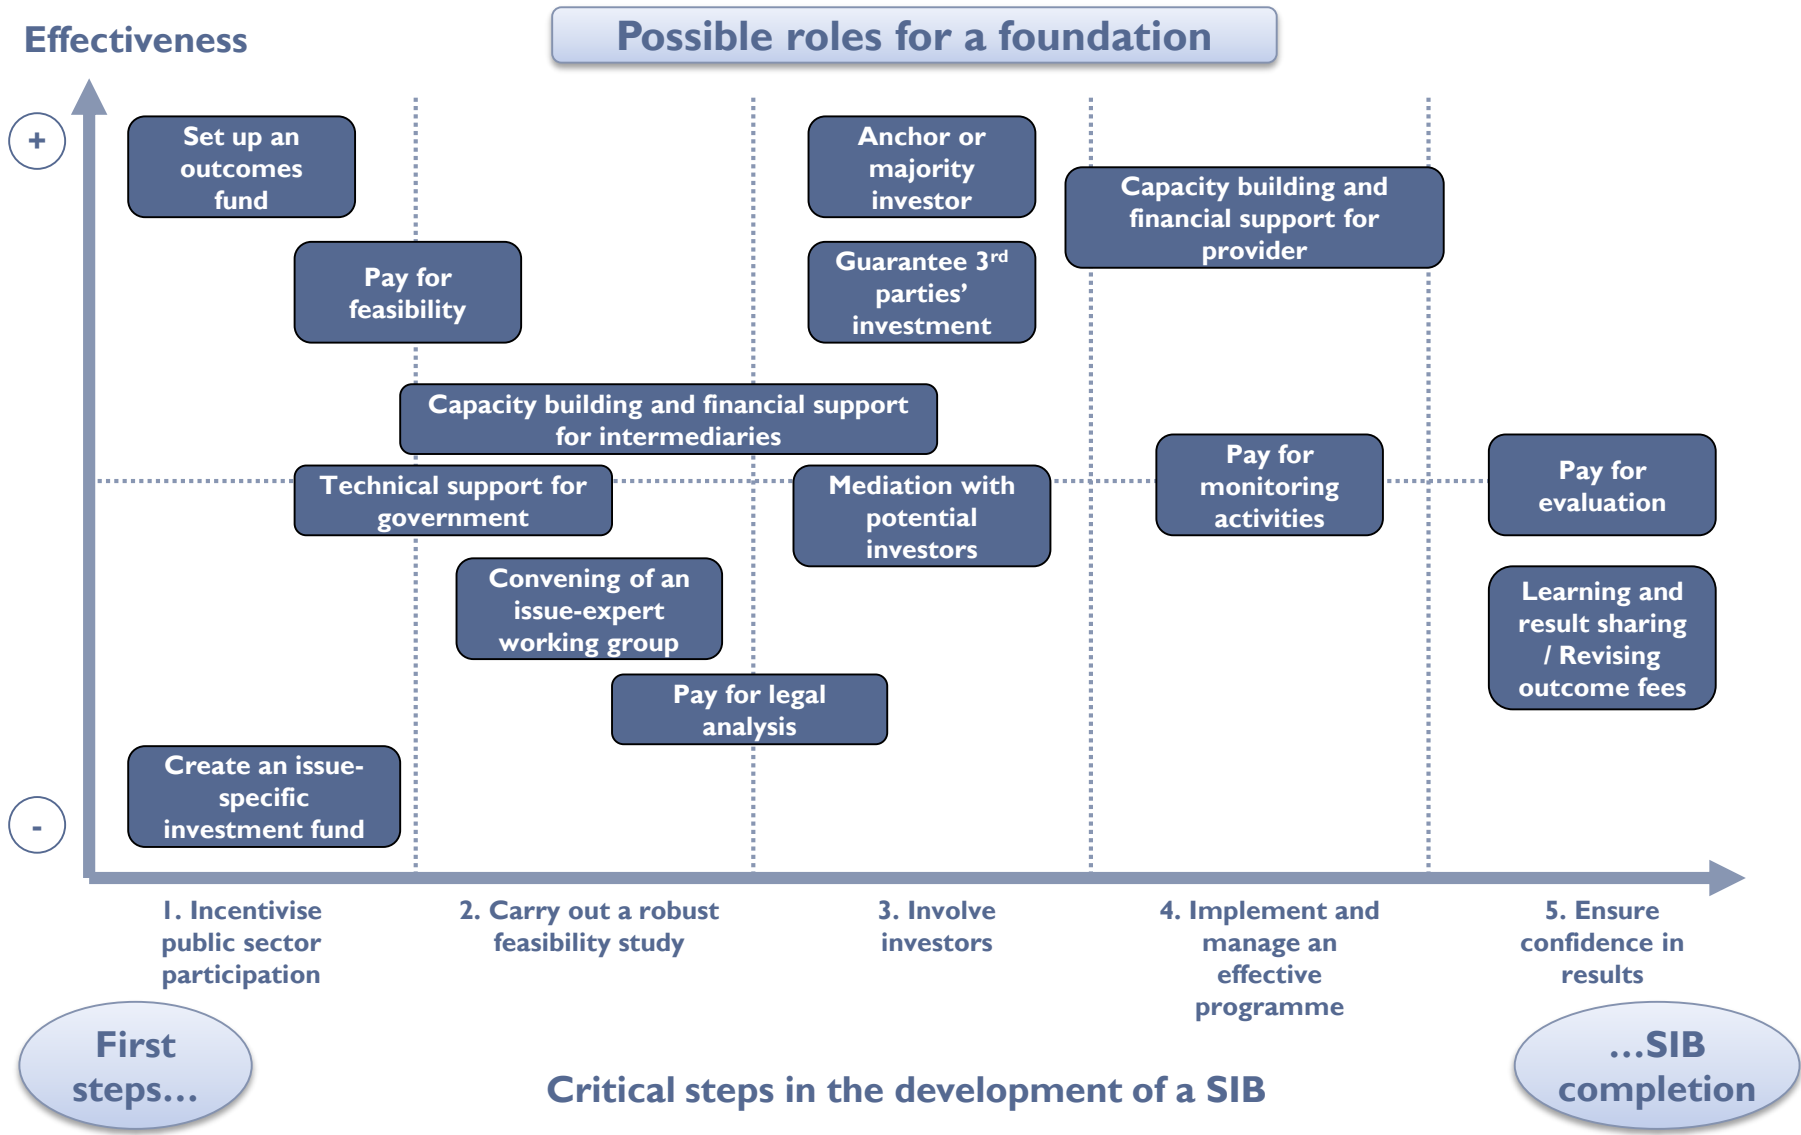 Effectiveness
Possible roles for a foundation
+
Set up an
outcomes
fund
Anchor or
majority
investor
Capacity building and
financial support for
provider
Pay for
feasibility
Guarantee 3rd
parties’
investment
Capacity building and financial support
for intermediaries
Technical support for
government
Mediation with
potential
investors
Pay for
monitoring
activities
Pay for
evaluation
Convening of an
issue-expert
working group
Learning and
result sharing
/ Revising
outcome fees
Pay for legal
analysis
Create an issue-
specific
investment fund
-
1. Incentivise
public sector
participation
2. Carry out a robust
feasibility study
3. Involve
investors
4. Implement and
manage an
effective
programme
5. Ensure
confidence in
results
First
steps…
Critical steps in the development of a SIB
…SIB
completion